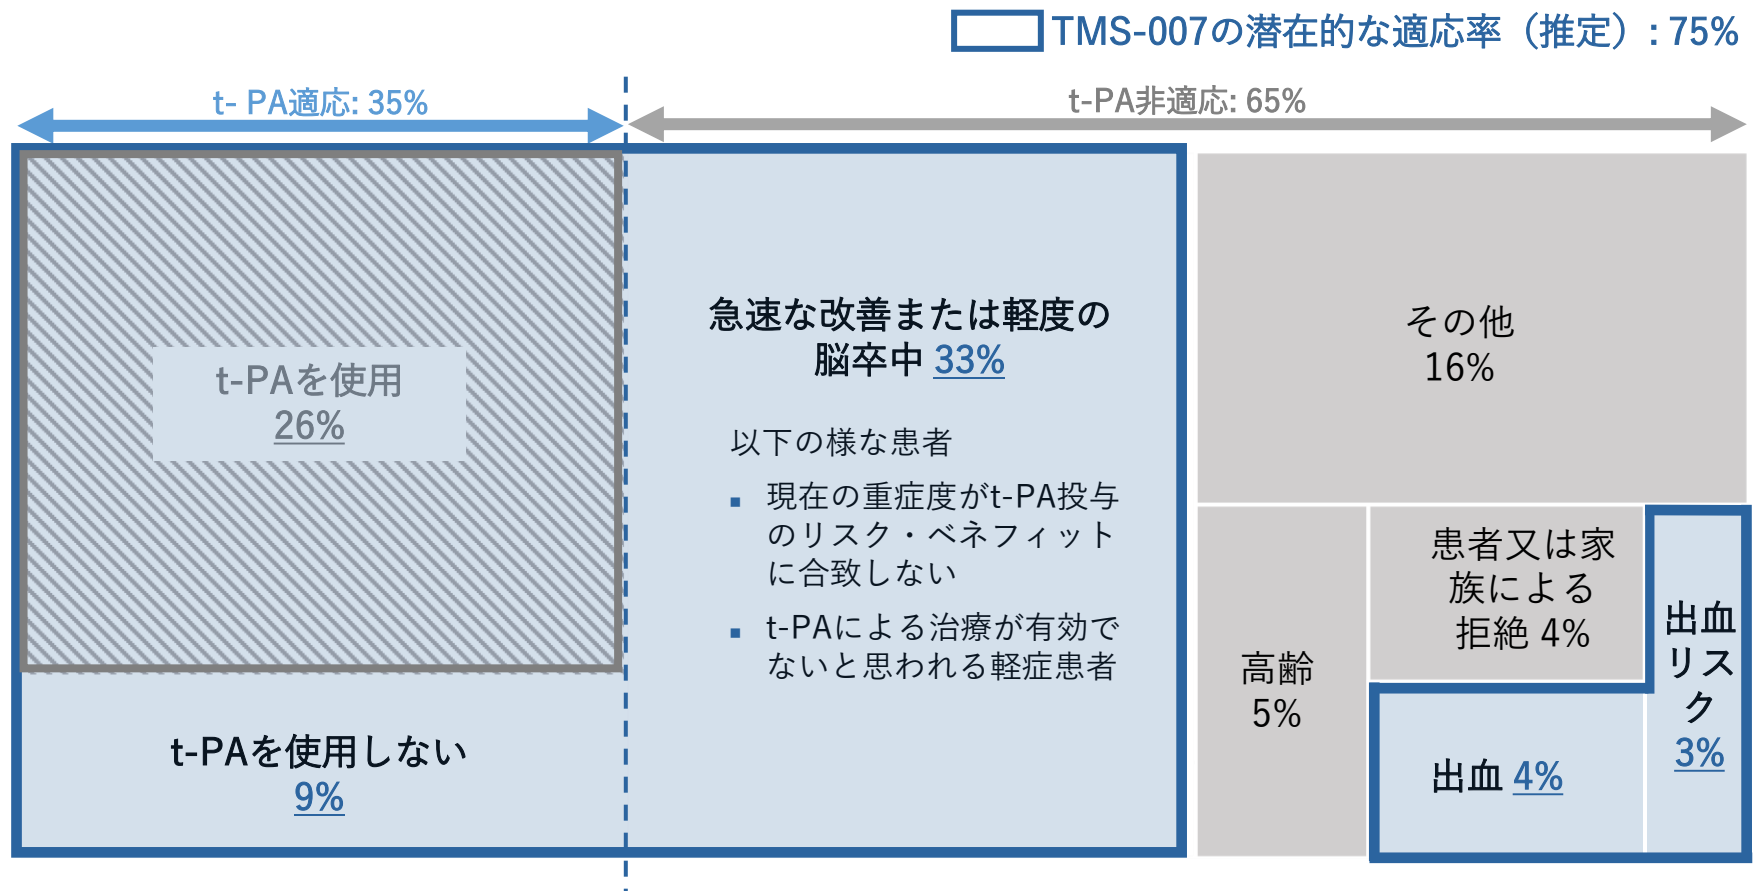 TMS-007の潜在的な適応率（推定）: 75%
t- PA適応: 35%
t-PA非適応: 65%
t-PAを使用
26%
t-PAを使用しない
9%
急速な改善または軽度の
脳卒中 33%
以下の様な患者
▪ 現在の重症度がt-PA投与
のリスク・ベネフィット
に合致しない
▪ t-PAによる治療が有効で
ないと思われる軽症患者
その他
16%
高齢
5%
患者又は家
族による
拒絶 4%
出血 4%
出血
リス
ク
3%